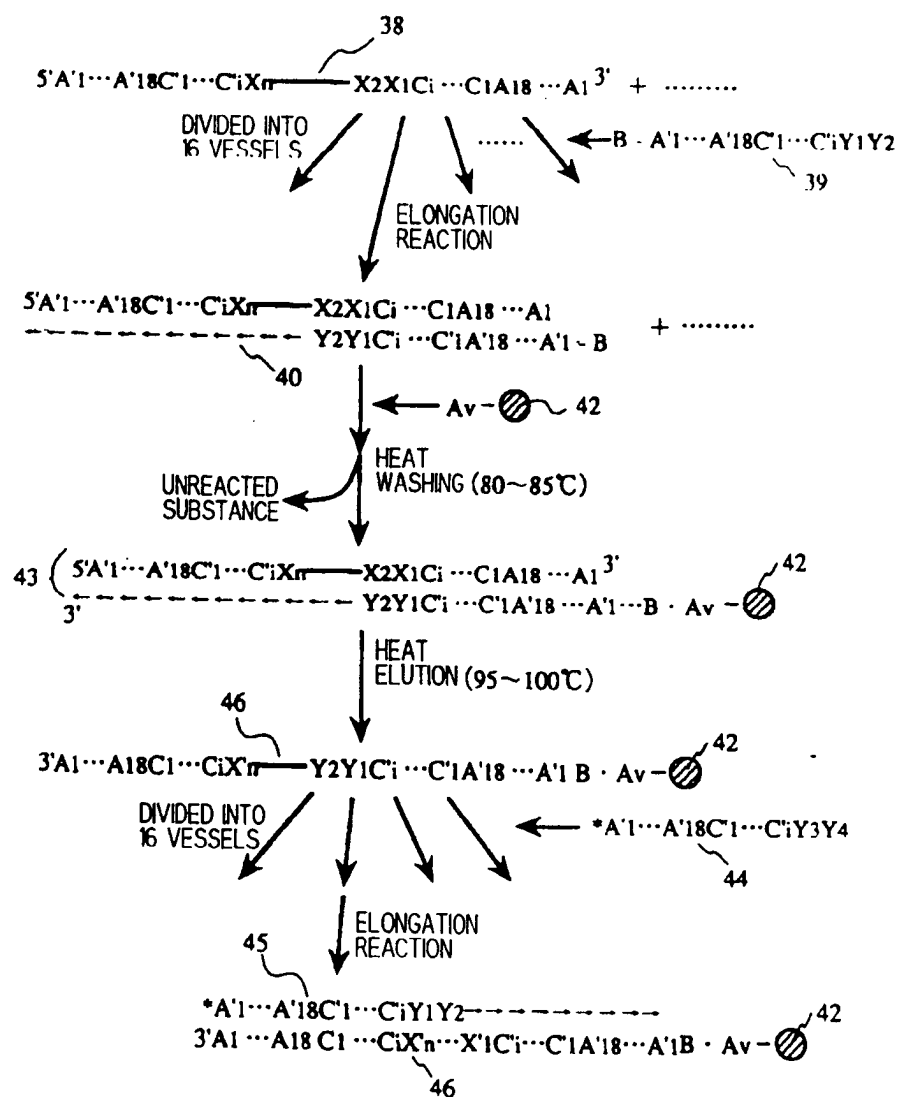 38
5'A'1···A'18C'1···C'iXn X2X1Ci···C1A18···A1 3' + ·········
DIVIDED INTO
16 VESSELS
······
B - A'1···A'18C'1···C'iY1Y2
39
ELONGATION
REACTION
5'A'1···A'18C'1···C'iXn X2X1Ci···C1A18···A1
+ ·········
Y2Y1C'i···C'1A'18···A'1 - B
40
Av 42
HEAT
WASHING (80~85℃)
UNREACTED
SUBSTANCE
43 5'A'1···A'18C'1···C'iXn X2X1Ci···C1A18···A1 3'
42
3' Y2Y1C'i···C'1A'18···A'1···B · Av
HEAT
ELUTION (95~100℃)
46
42
3'A1···A18C1···CiX'n Y2Y1C'i···C'1A'18···A'1 B · Av
DIVIDED INTO
16 VESSELS
*A'1···A'18C'1···C'iY3Y4
44
ELONGATION
REACTION
45
*A'1···A'18C'1···C'iY1Y2
42
3'A1···A18 C1···CiX'n···X'1C'i···C'1A'18···A'1B · Av
46